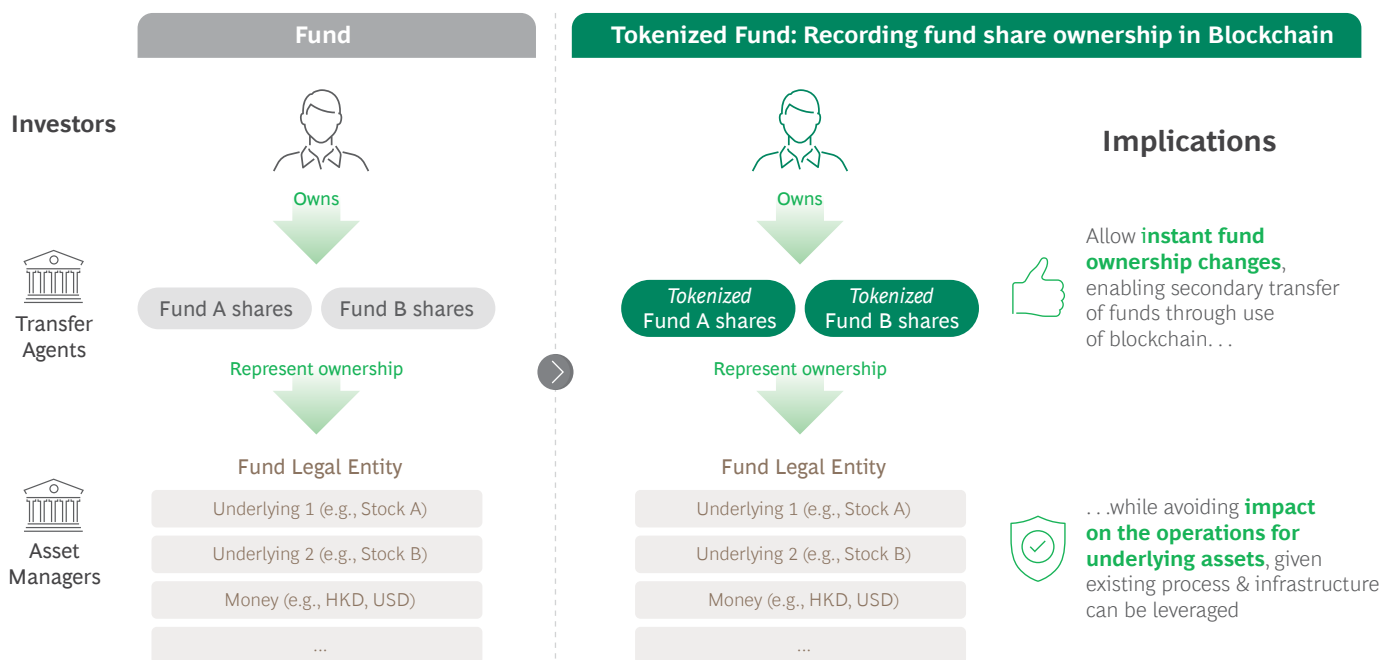 Fund
Tokenized Fund: Recording fund share ownership in Blockchain
Investors
Implications
Owns
Owns
Transfer
Agents
Fund A shares
Fund B shares
Tokenized
Fund A shares
Tokenized
Fund B shares
Allow instant fund
ownership changes,
enabling secondary transfer
of funds through use
of blockchain. . .
Represent ownership
Represent ownership
Asset
Managers
Fund Legal Entity
Underlying 1 (e.g., Stock A)
Underlying 2 (e.g., Stock B)
Money (e.g., HKD, USD)
...
Fund Legal Entity
Underlying 1 (e.g., Stock A)
Underlying 2 (e.g., Stock B)
Money (e.g., HKD, USD)
...
. . .while avoiding impact
on the operations for
underlying assets, given
existing process & infrastructure
can be leveraged